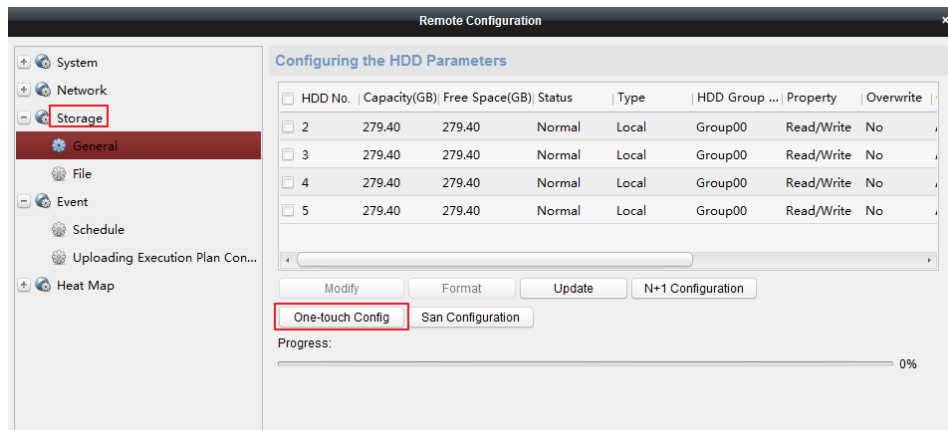 Remote Configuration
System
Network
Storage
General
File
Event
Schedule
Uploading Execution Plan Con...
Heat Map
Configuring the HDD Parameters
HDD No. Capacity(GB) Free Space(GB) Status Type HDD Group ... Property Overwrite
2 279.40 279.40 Normal Local Group00 Read/Write No
3 279.40 279.40 Normal Local Group00 Read/Write No
4 279.40 279.40 Normal Local Group00 Read/Write No
5 279.40 279.40 Normal Local Group00 Read/Write No
Modify Format Update N+1 Configuration
One-touch Config San Configuration
Progress:
0%